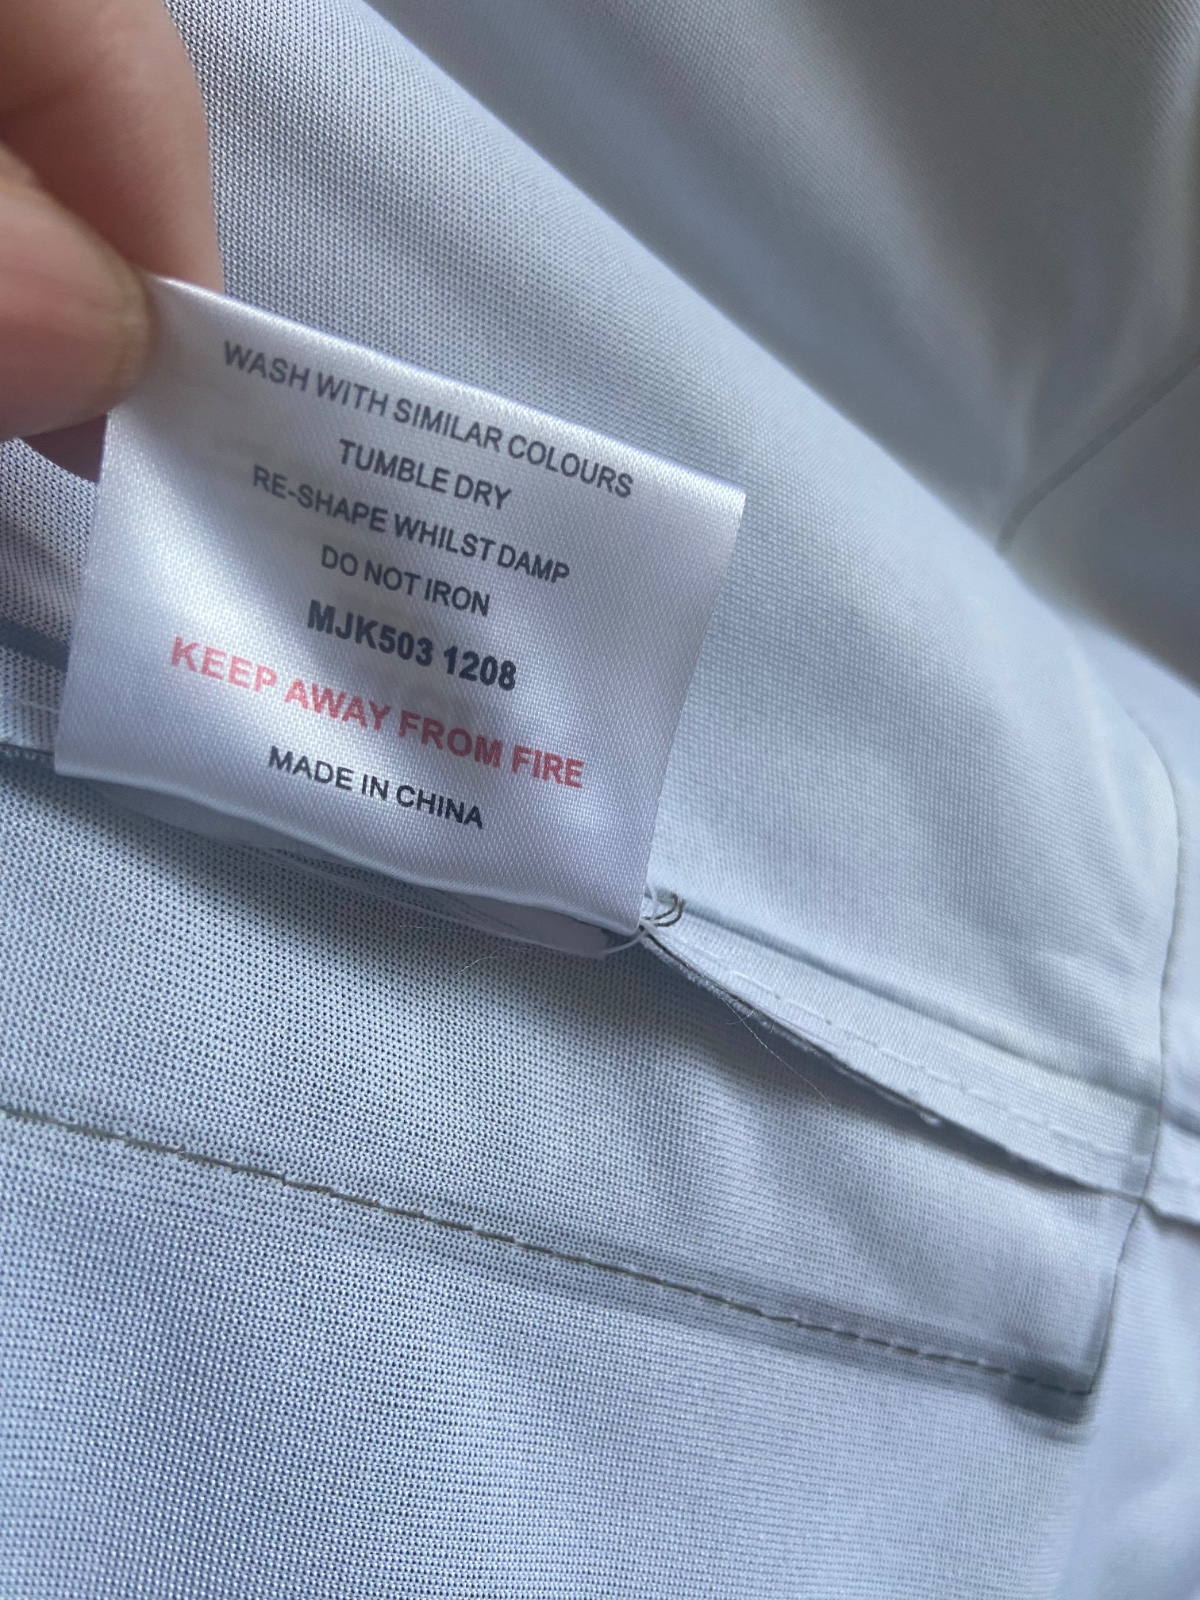 WASH WITH SIMILAR COLOURS
TUMBLE DRY
RE-SHAPE WHILST DAMP
DO NOT IRON
MJK503 1208
KEEP AWAY FROM FIRE
MADE IN CHINA